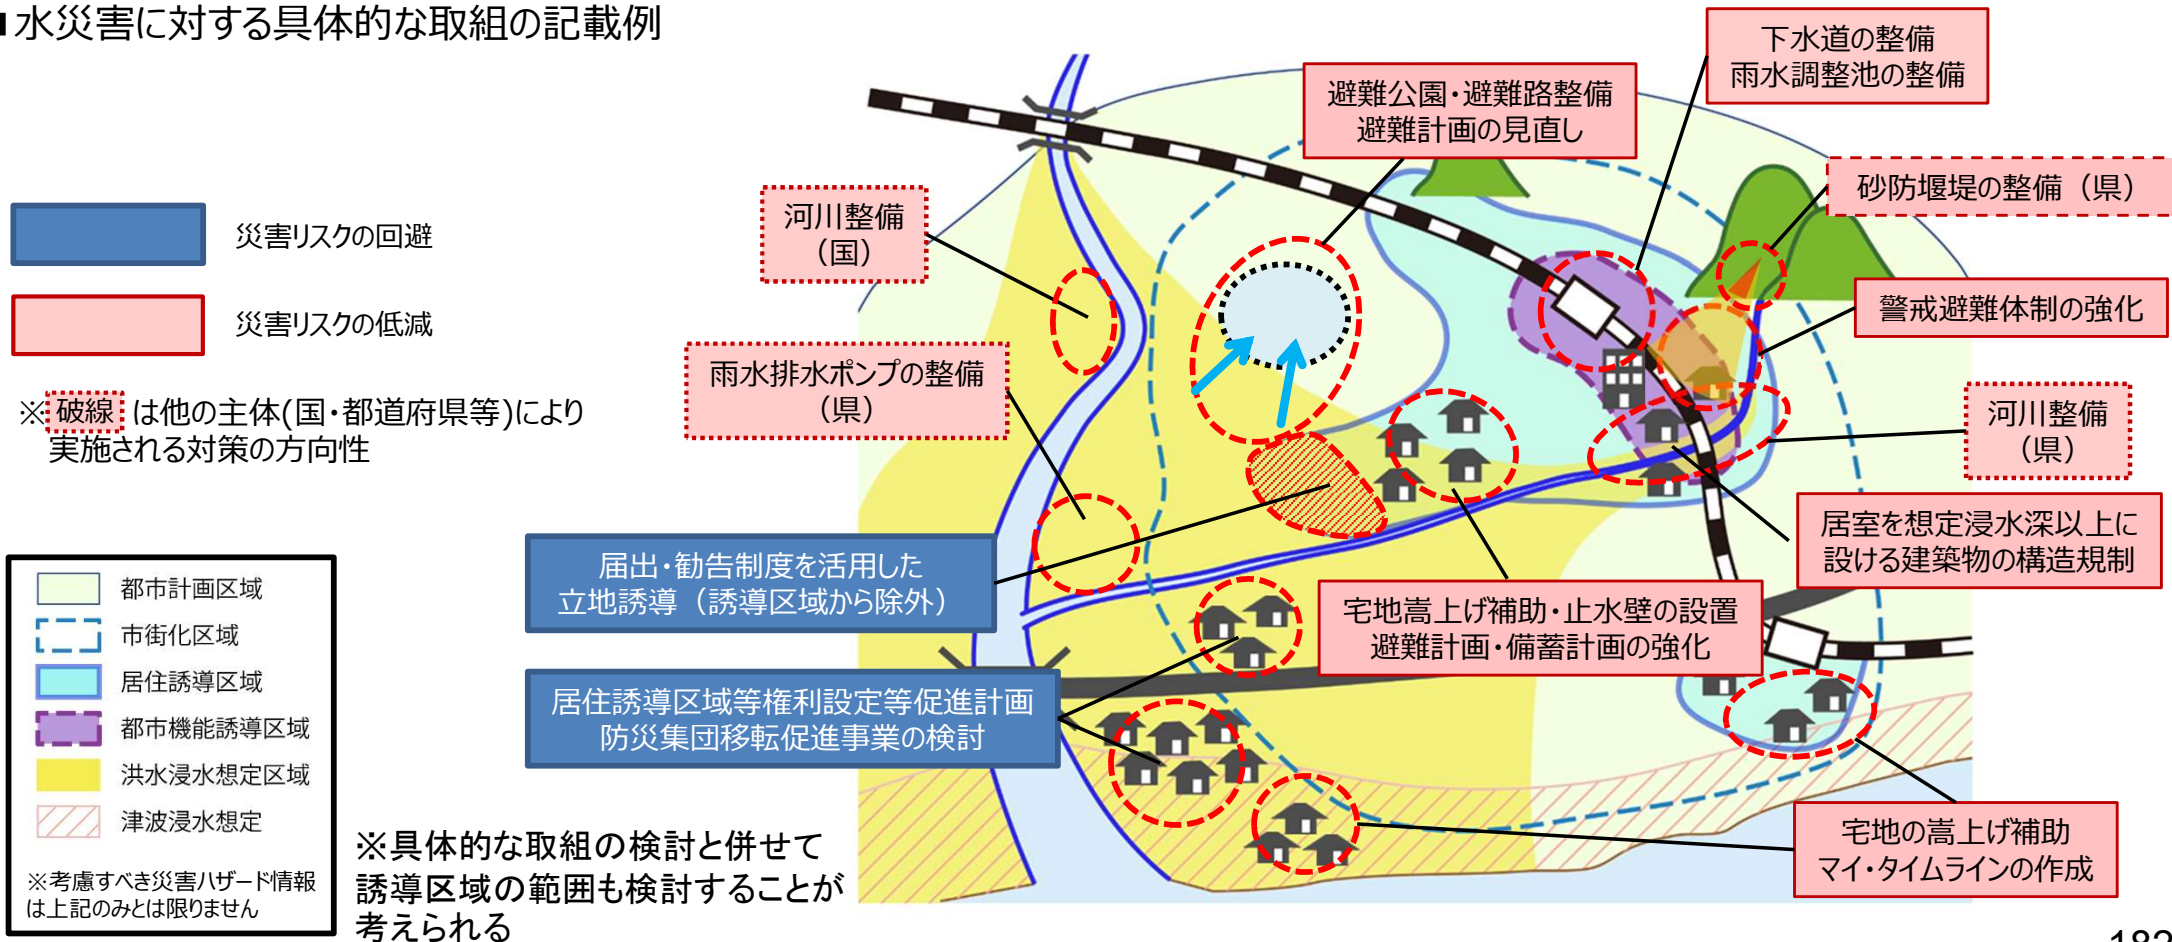 水災害に対する具体的な取組の記載例
災害リスクの回避
災害リスクの低減
※破線は他の主体(国・都道府県等)により
実施される対策の方向性
都市計画区域
市街化区域
居住誘導区域
都市機能誘導区域
洪水浸水想定区域
津波浸水想定
※考慮すべき災害ハザード情報
は上記のみとは限りません
※具体的な取組の検討と併せて
誘導区域の範囲も検討することが
考えられる
下水道の整備
雨水調整池の整備
避難公園・避難路整備
避難計画の見直し
砂防堰堤の整備（県）
河川整備
（国）
警戒避難体制の強化
雨水排水ポンプの整備
（県）
河川整備
（県）
居室を想定浸水深以上に
設ける建築物の構造規制
届出・勧告制度を活用した
立地誘導（誘導区域から除外）
宅地嵩上げ補助・止水壁の設置
避難計画・備蓄計画の強化
居住誘導区域等権利設定等促進計画
防災集団移転促進事業の検討
宅地の嵩上げ補助
マイ・タイムラインの作成